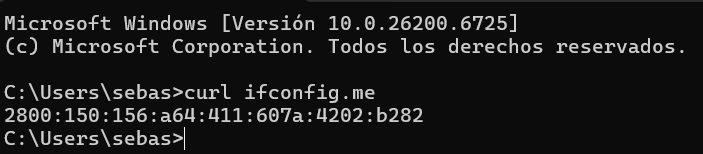 Microsoft Windows [Versión 10.0.26200.6725]
(c) Microsoft Corporation. Todos los derechos reservados.
C:\Users\sebas>curl ifconfig.me
2800:150:156:a64:411:607a:4202:b282
C:\Users\sebas>